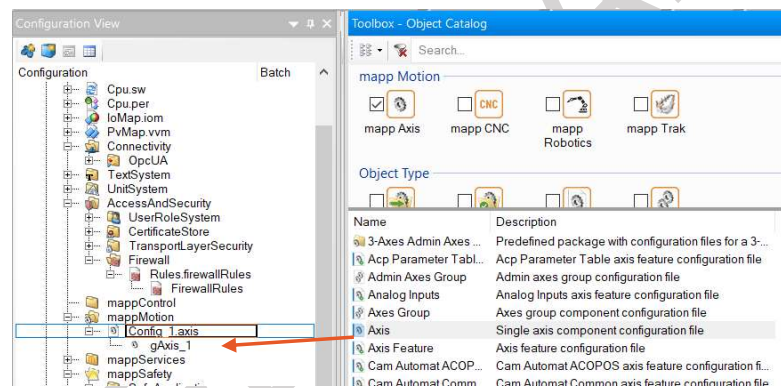 Configuration View
Configuration Batch
Cpu.sw
Cpu.per
IoMap.iom
PvMap.vvm
Connectivity
OpcUA
TextSystem
UnitSystem
AccessAndSecurity
UserRoleSystem
CertificateStore
TransportLayerSecurity
Firewall
Rules.firewallRules
FirewallRules
mappControl
mappMotion
Config_1.axis
gAxis_1
mappServices
mappSafety
Toolbox - Object Catalog
Search...
mapp Motion
CNC
mapp Axis mapp CNC mapp Robotics mapp Trak
Object Type
Name Description
3-Axes Admin Axes ... Predefined package with configuration files for a 3-...
Acp Parameter Tabl... Acp Parameter Table axis feature configuration file
Admin Axes Group Admin axes group configuration file
Analog Inputs Analog Inputs axis feature configuration file
Axes Group Axes group component configuration file
Axis Single axis component configuration file
Axis Feature Axis feature configuration file
Cam Automat ACOP... Cam Automat ACOPOS axis feature configuration fi...
Cam Automat Comm... Cam Automat Common axis feature configuration file